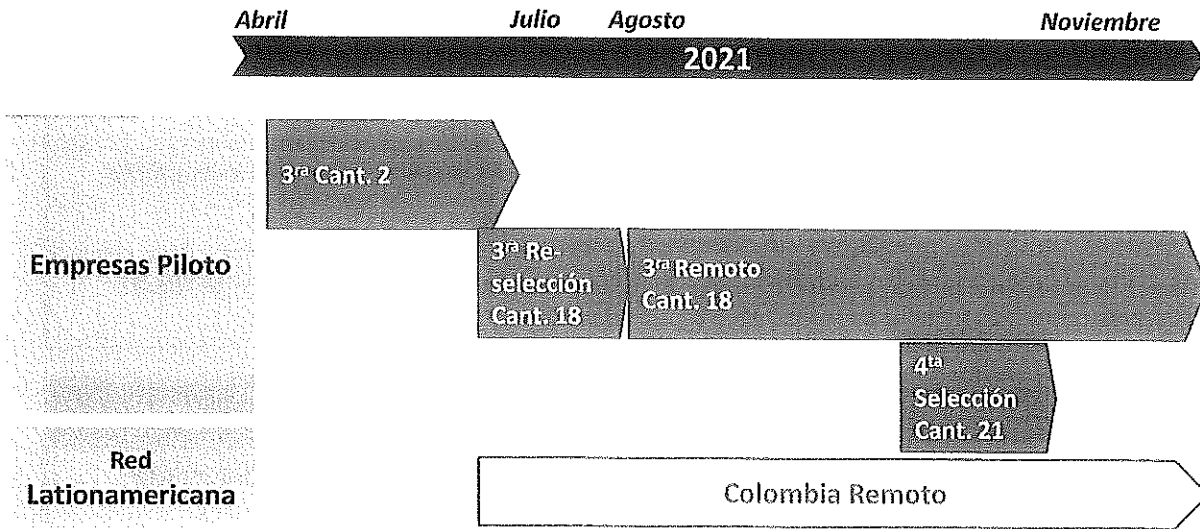 Abril Julio Agosto Noviembre
2021
3ra Cant. 2
Empresas Piloto
3ra Re-
selección
Cant. 18
3ra Remoto
Cant. 18
4ta
Selección
Cant. 21
Red
Lationamericana
Colombia Remoto